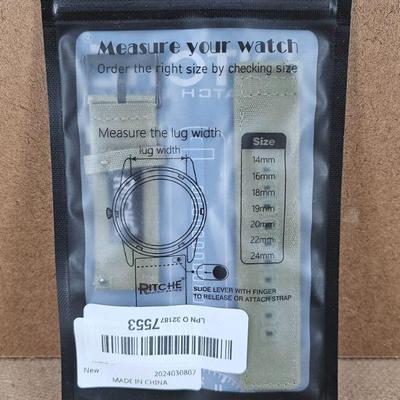 Measure your watch
Order the right size by checking size
ATCH
Measure the lug width
lug width
Size
14mm
16mm
18mm
19mm
20mm
22mm
24mm
RITCHE
SLIDE LEVER WITH FINGER
TO RELEASE OR ATTACH STRAP
LPN O 32187 7553
New
2024030807
MADE IN CHINA